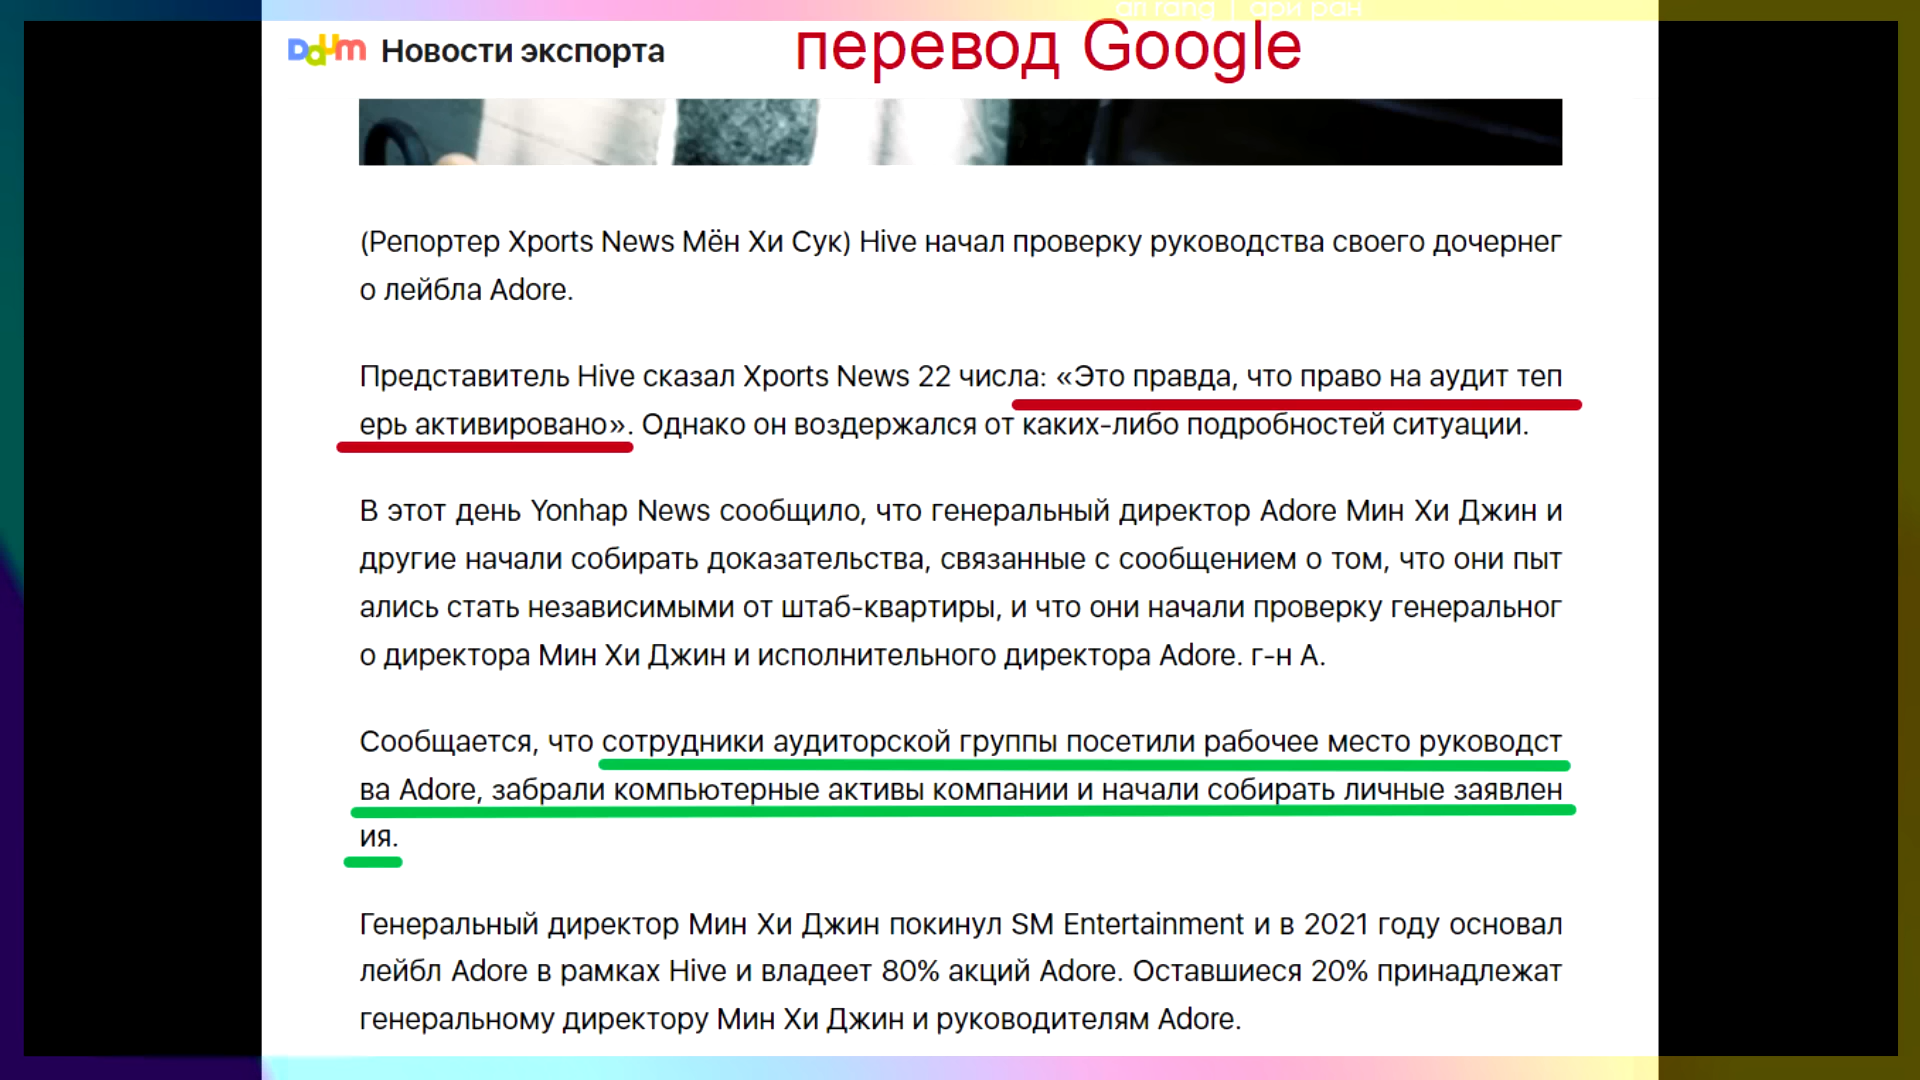 ari rang | ари ран
Daum Новости экспорта
перевод Google
(Репортер Xports News Мён Хи Сук) Hive начал проверку руководства своего дочернег
о лейбла Adore.
Представитель Hive сказал Xports News 22 числа: «Это правда, что право на аудит теп
ерь активировано». Однако он воздержался от каких-либо подробностей ситуации.
В этот день Yonhap News сообщило, что генеральный директор Adore Мин Хи Джин и
другие начали собирать доказательства, связанные с сообщением о том, что они пыт
ались стать независимыми от штаб-квартиры, и что они начали проверку генеральног
о директора Мин Хи Джин и исполнительного директора Adore. г-н А.
Сообщается, что сотрудники аудиторской группы посетили рабочее место руководст
ва Adore, забрали компьютерные активы компании и начали собирать личные заявлен
ия.
Генеральный директор Мин Хи Джин покинул SM Entertainment и в 2021 году основал
лейбл Adore в рамках Hive и владеет 80% акций Adore. Оставшиеся 20% принадлежат
генеральному директору Мин Хи Джин и руководителям Adore.